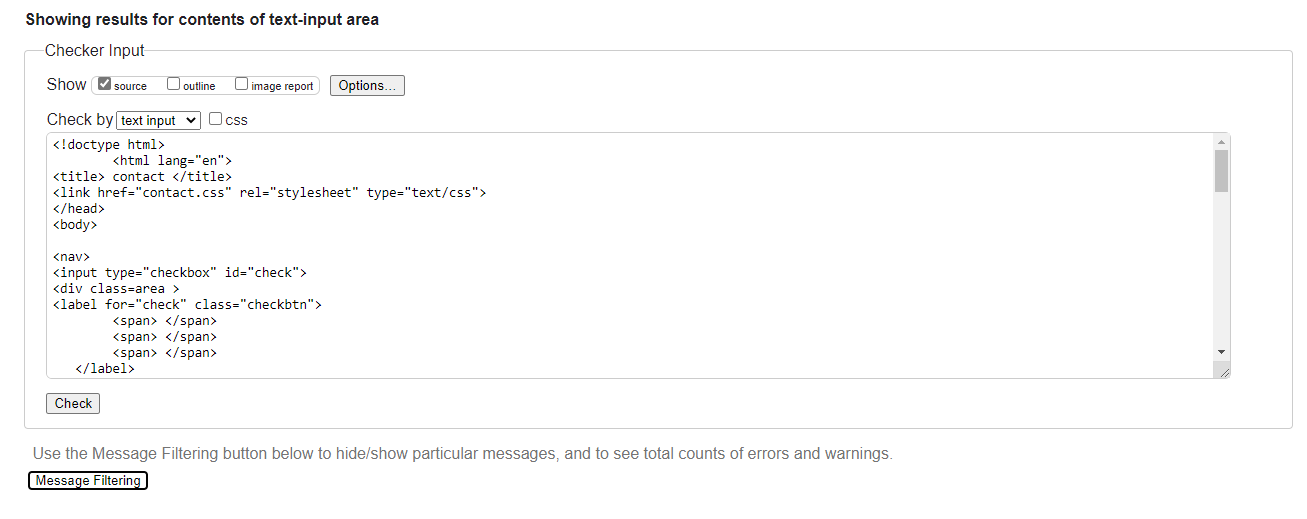 Showing results for contents of text-input area
Checker Input
Show source outline image report Options...
Check by text input css
<!doctype html>
<html lang="en">
<title> contact </title>
<link href="contact.css" rel="stylesheet" type="text/css">
</head>
<body>
<nav>
<input type="checkbox" id="check">
<div class=area >
<label for="check" class="checkbtn">
<span> </span>
<span> </span>
<span> </span>
</label>
Check
Use the Message Filtering button below to hide/show particular messages, and to see total counts of errors and warnings.
Message Filtering